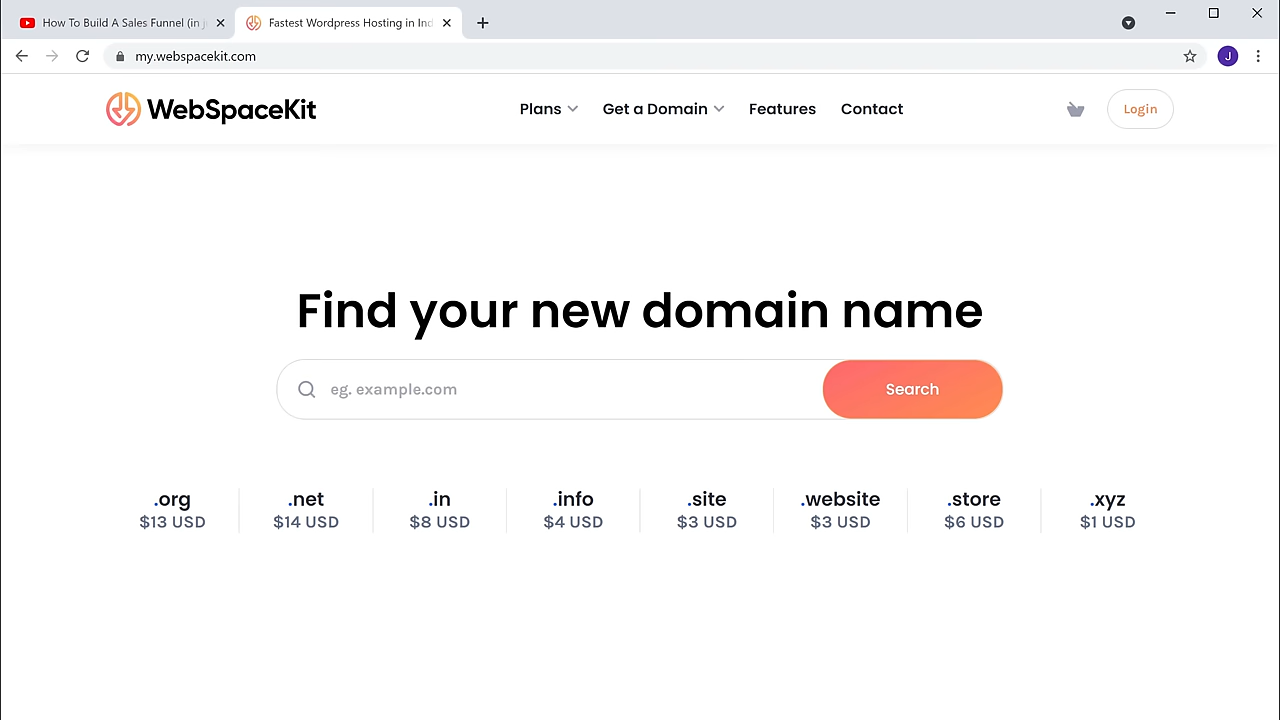 How To Build A Sales Funnel (in j
Fastest Wordpress Hosting in Ind
my.webspacekit.com
J
WebSpaceKit
Plans
Get a Domain
Features
Contact
Login
Find your new domain name
eg. example.com
Search
.org
$13 USD
.net
$14 USD
.in
$8 USD
.info
$4 USD
.site
$3 USD
.website
$3 USD
.store
$6 USD
.xyz
$1 USD